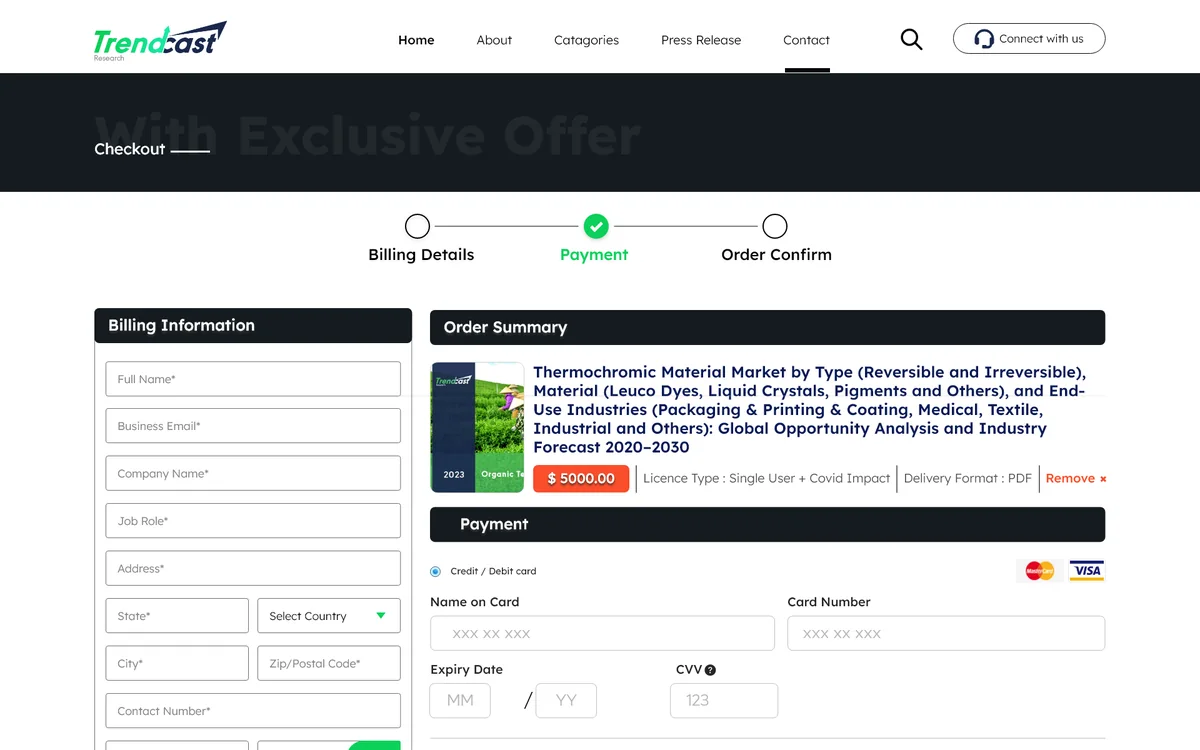 Trendcast
Research
Home
About
Catagories
Press Release
Contact
Connect with us
With Exclusive Offer
Checkout
Billing Details
Payment
Order Confirm
Billing Information
Full Name*
Business Email*
Company Name*
Job Role*
Address*
State*
Select Country
City*
Zip/Postal Code*
Contact Number*
Order Summary
Trendcast
2023
Organic Te
Thermochromic Material Market by Type (Reversible and Irreversible),
Material (Leuco Dyes, Liquid Crystals, Pigments and Others), and End-
Use Industries (Packaging & Printing & Coating, Medical, Textile,
Industrial and Others): Global Opportunity Analysis and Industry
Forecast 2020–2030
$ 5000.00
Licence Type : Single User + Covid Impact
Delivery Format : PDF
Remove ×
Payment
Credit / Debit card
MasterCard
VISA
Name on Card
Card Number
XXX XX XXX
XXX XX XXX
Expiry Date
CVV ?
MM
/
YY
123